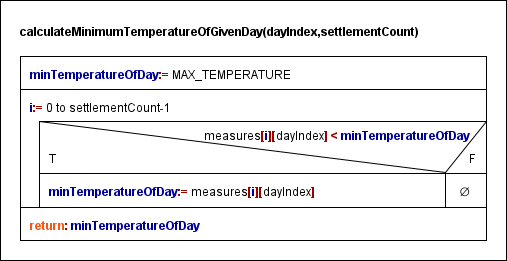 calculateMinimumTemperatureOfGivenDay(dayIndex,settlementCount)
minTemperatureOfDay:= MAX_TEMPERATURE
i:= 0 to settlementCount-1
measures[i][dayIndex] < minTemperatureOfDay
T F
minTemperatureOfDay:= measures[i][dayIndex] ∅
return: minTemperatureOfDay